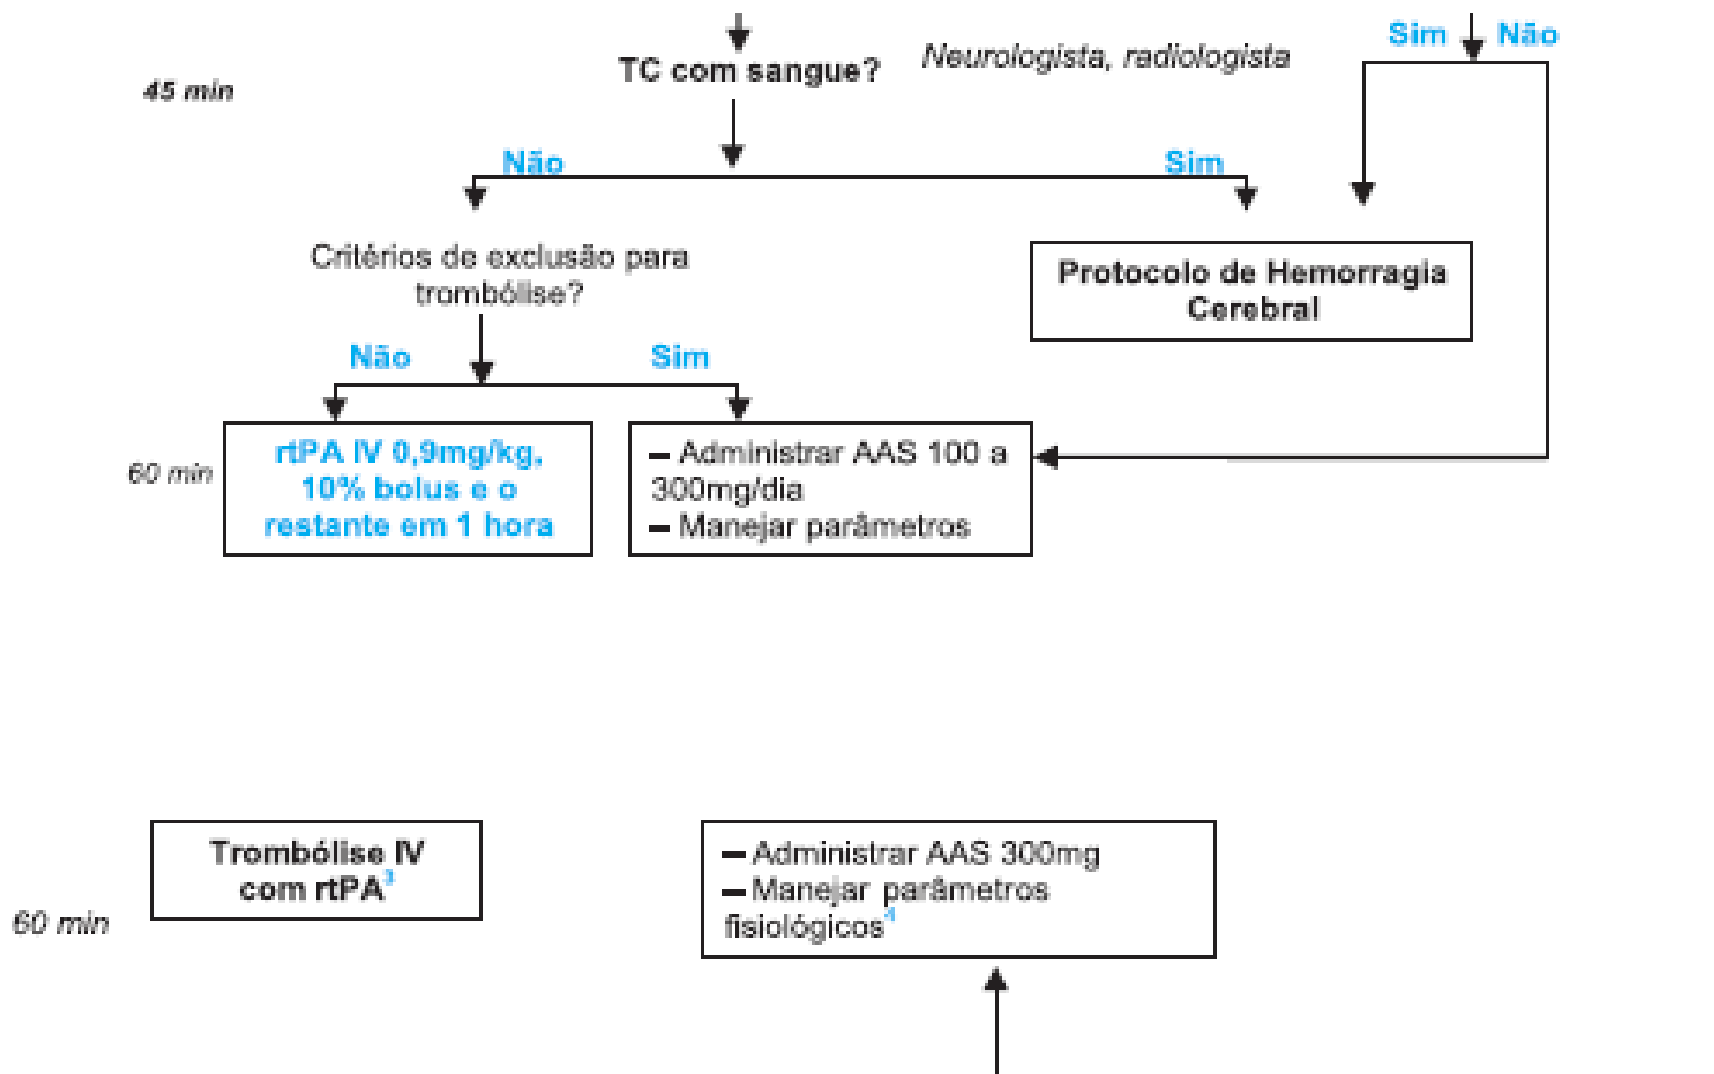 Sim Não
TC com sangue?
Neurologista, radiologista
45 min
Não
Sim
Critérios de exclusão para
trombólise?
Protocolo de Hemorragia
Cerebral
Não
Sim
60 min
rtPA IV 0,9mg/kg,
10% bolus e o
restante em 1 hora
– Administrar AAS 100 a
300mg/dia
– Manejar parâmetros
Trombólise IV
com rtPA³
60 min
– Administrar AAS 300mg
– Manejar parâmetros
fisiológicos⁴